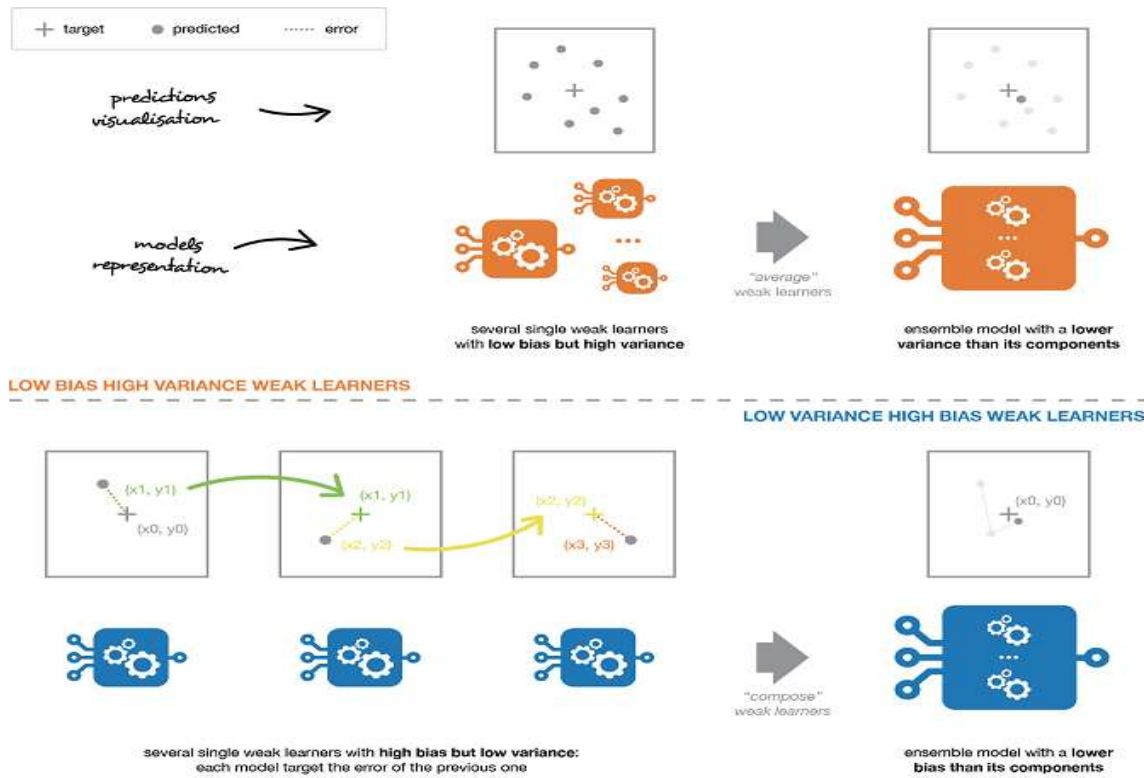 target
predicted
error
predictions
visualisation
models
representation
"average"
weak learners
several single weak learners
with low bias but high variance
ensemble model with a lower
variance than its components
LOW BIAS HIGH VARIANCE WEAK LEARNERS
LOW VARIANCE HIGH BIAS WEAK LEARNERS
(x1, y1)
(x0, y0)
(x1, y1)
(x2, y2)
(x2, y2)
(x3, y3)
(x0, y0)
"compose"
weak learners
several single weak learners with high bias but low variance:
each model target the error of the previous one
ensemble model with a lower
bias than its components